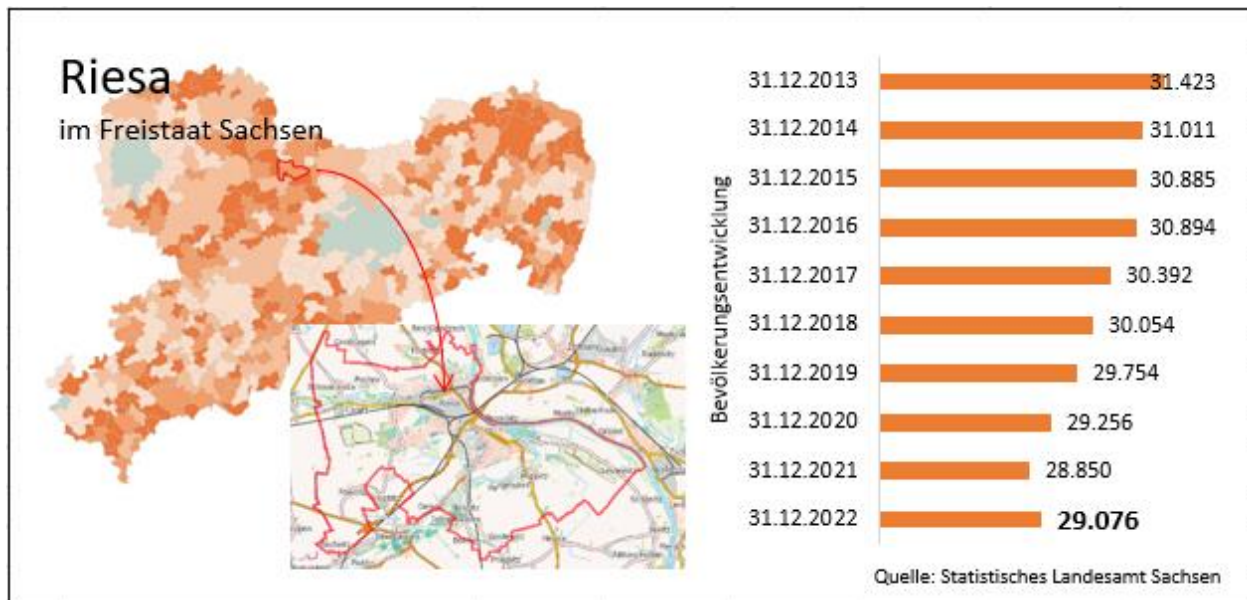 Riesa
im Freistaat Sachsen
Bevölkerungsentwicklung
31.12.2013 31.423
31.12.2014 31.011
31.12.2015 30.885
31.12.2016 30.894
31.12.2017 30.392
31.12.2018 30.054
31.12.2019 29.754
31.12.2020 29.256
31.12.2021 28.850
31.12.2022 29.076
Quelle: Statistisches Landesamt Sachsen